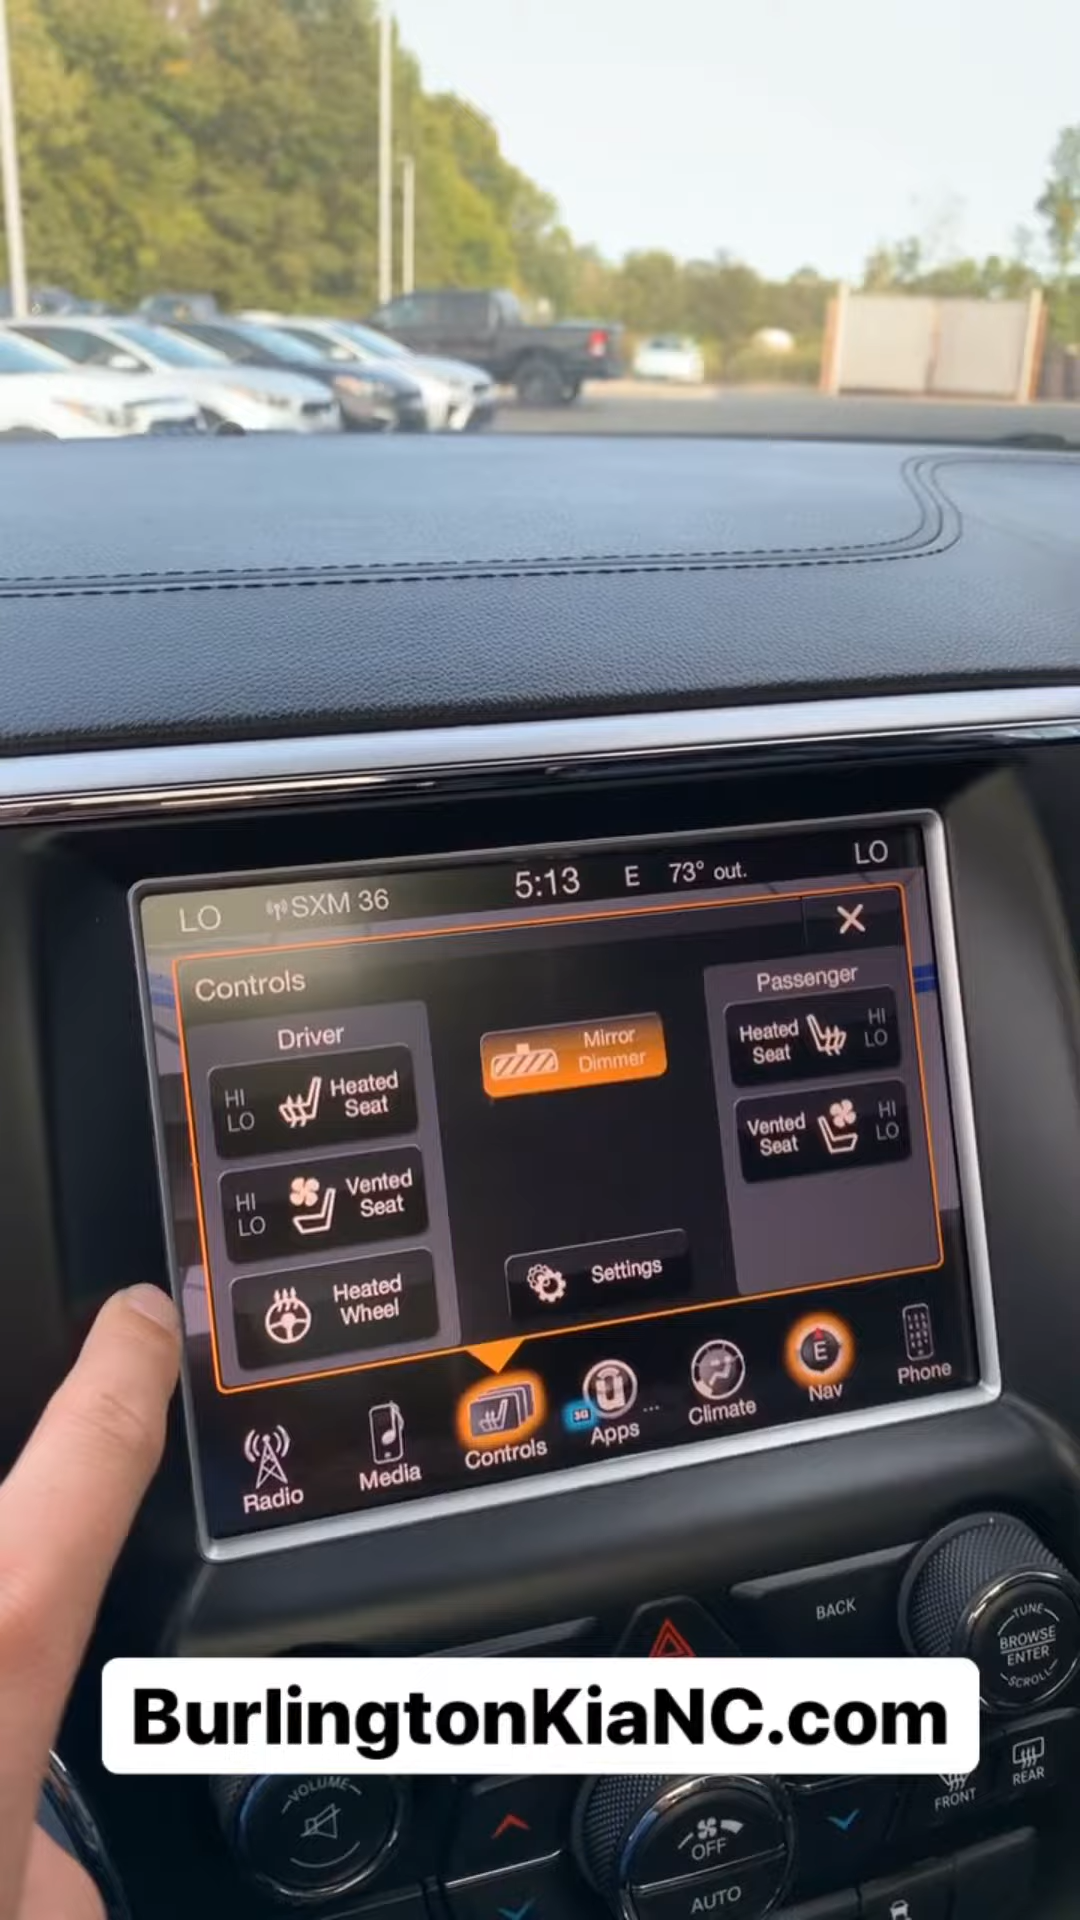 LO
SXM 36
5:13
E
73° out.
LO
Controls
X
Driver
HI
LO
Heated
Seat
HI
LO
Vented
Seat
Heated
Wheel
Mirror
Dimmer
Settings
Passenger
Heated
Seat
HI
LO
Vented
Seat
HI
LO
Radio
Media
Controls
3G
Apps
...
Climate
E
Nav
Phone
BACK
TUNE
BROWSE
ENTER
SCROLL
BurlingtonKiaNC.com
VOLUME
OFF
AUTO
FRONT
REAR